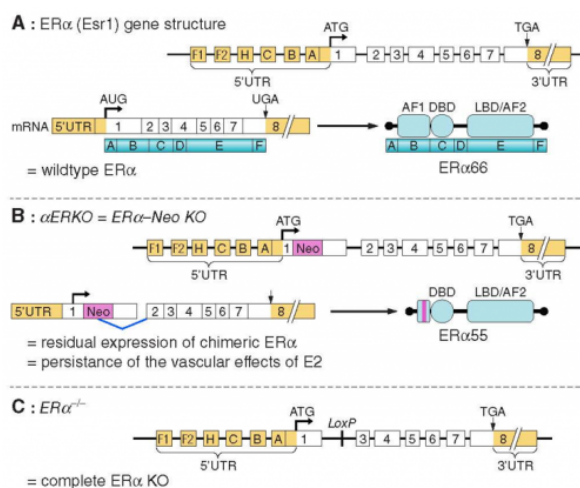 A : ERα (Esr1) gene structure
ATG TGA
F1 F2 H C B A 1 2 3 4 5 6 7 8
5'UTR 3'UTR
AUG UGA
mRNA 5'UTR 1 2 3 4 5 6 7 8
AF1 DBD LBD/AF2
A B C D E F
A B C D E F
= wildtype ERα
ERα66
B : αERKO = ERα–Neo KO
ATG TGA
F1 F2 H C B A 1 Neo 2 3 4 5 6 7 8
5'UTR 3'UTR
5'UTR 1 Neo 2 3 4 5 6 7 8
DBD LBD/AF2
ERα55
= residual expression of chimeric ERα
= persistance of the vascular effects of E2
C : ERα⁻/⁻
ATG LoxP TGA
F1 F2 H C B A 1 3 4 5 6 7 8
5'UTR 3'UTR
= complete ERα KO